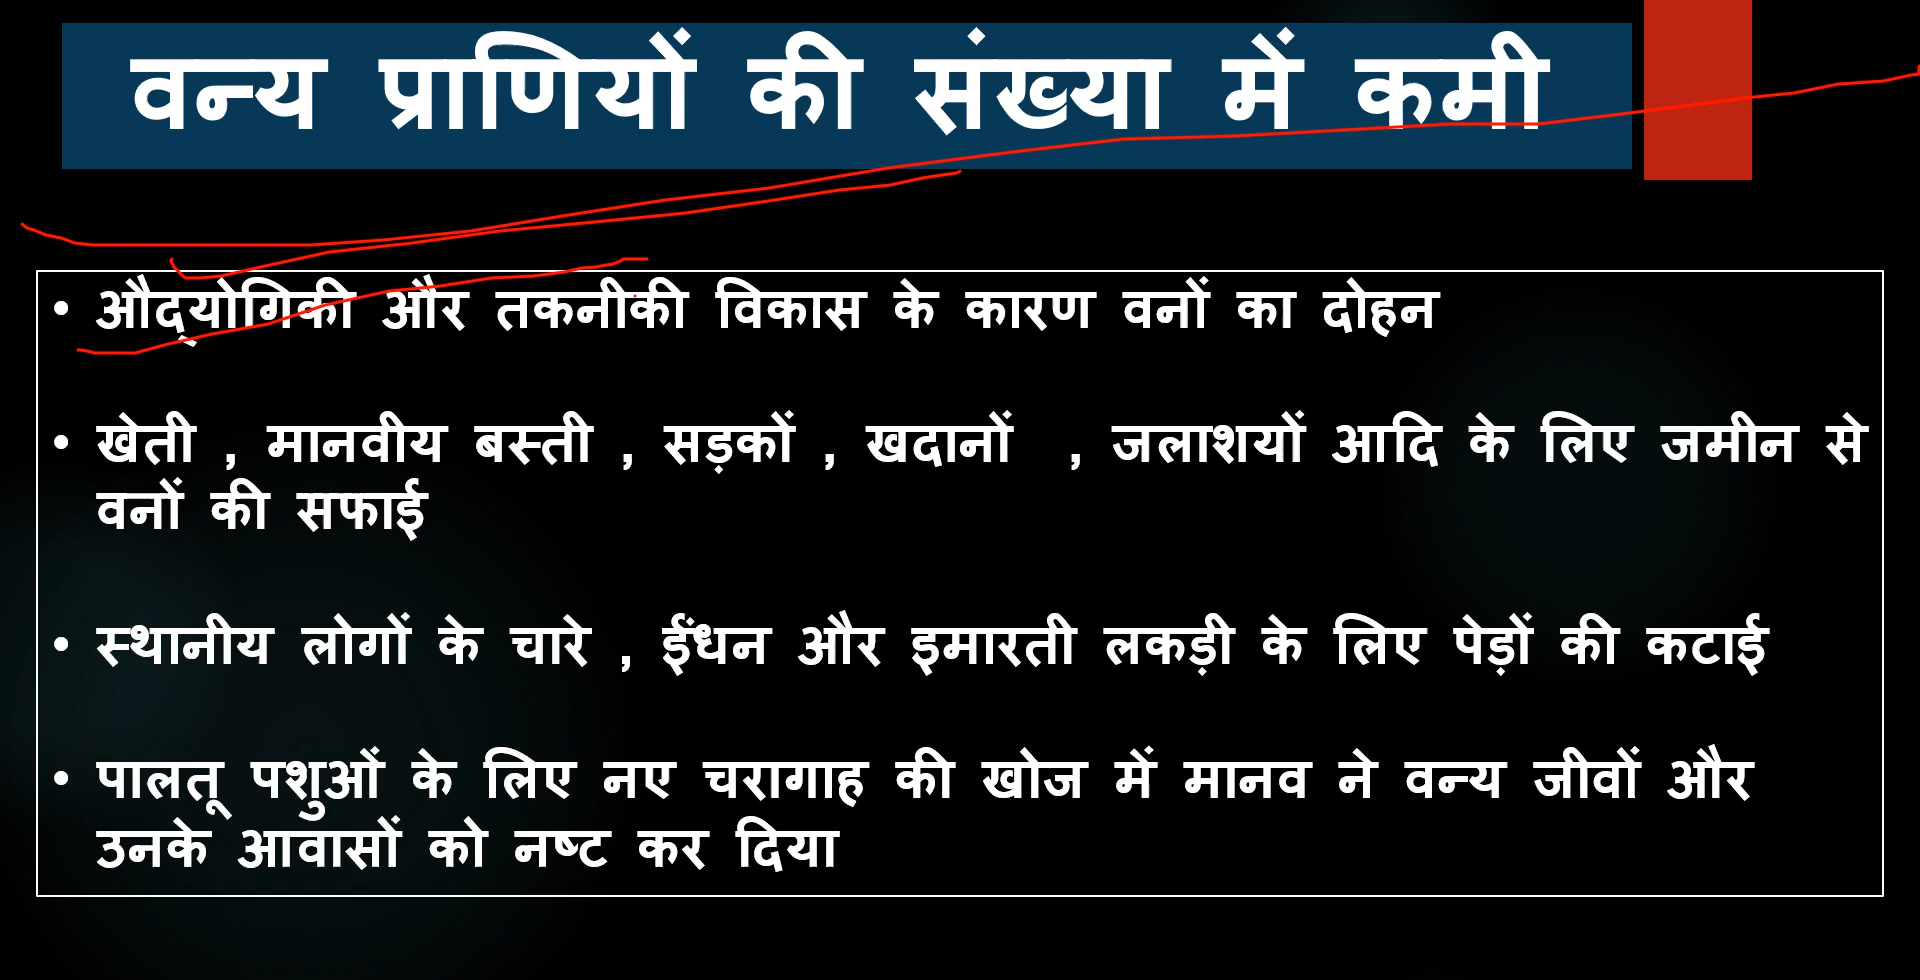 वन्य प्राणियों की संख्या में कमी
• औद्योगिकी और तकनीकी विकास के कारण वनों का दोहन
• खेती , मानवीय बस्ती , सड़कों , खदानों , जलाशयों आदि के लिए जमीन से
वनों की सफाई
• स्थानीय लोगों के चारे , ईंधन और इमारती लकड़ी के लिए पेड़ों की कटाई
• पालतू पशुओं के लिए नए चरागाह की खोज में मानव ने वन्य जीवों और
उनके आवासों को नष्ट कर दिया